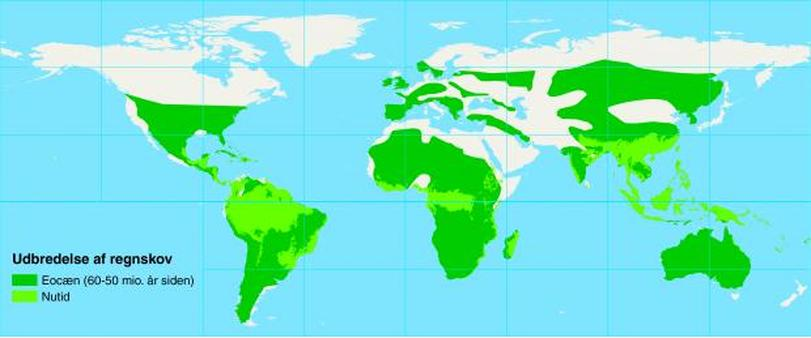 Udbredelse af regnskov
Eocæn (60-50 mio. år siden)
Nutid